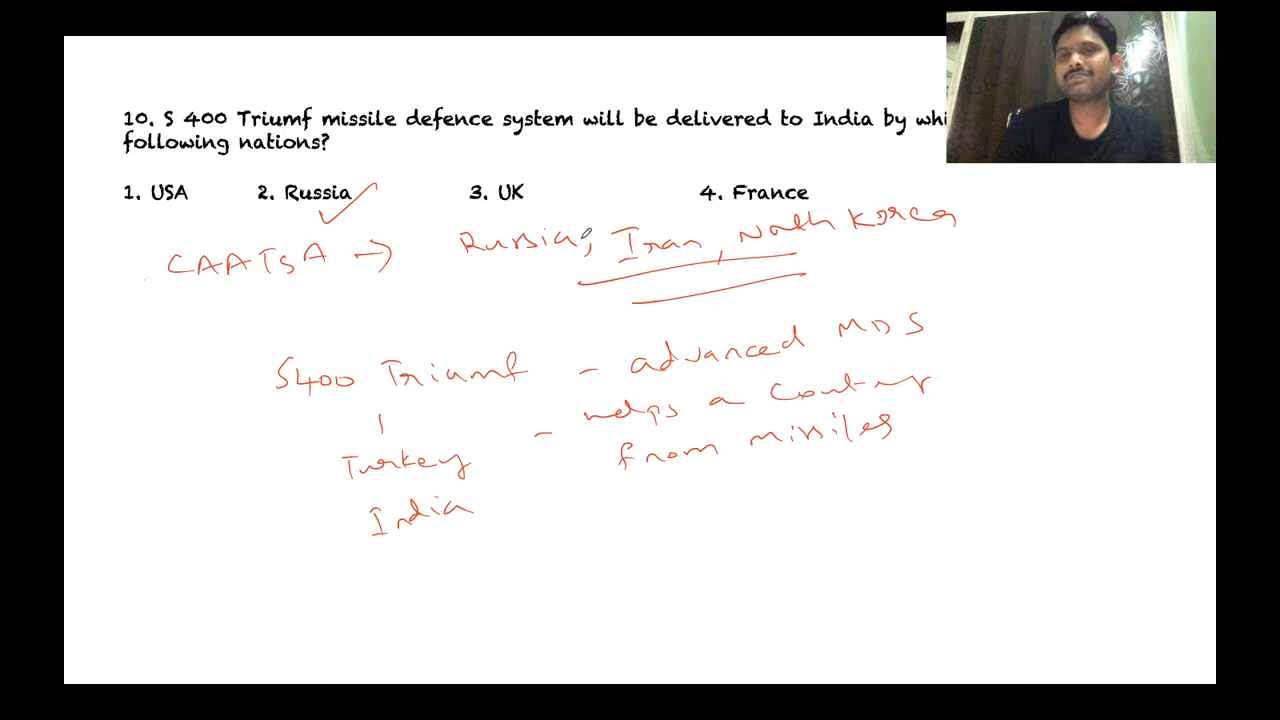 10. S 400 Triumf missile defence system will be delivered to India by whi
following nations?
1. USA 2. Russia 3. UK 4. France
CAATSA → Russia, Iran, North Korea
S400 Triumf - advanced MDS
Turkey - helps a
from missiles
India